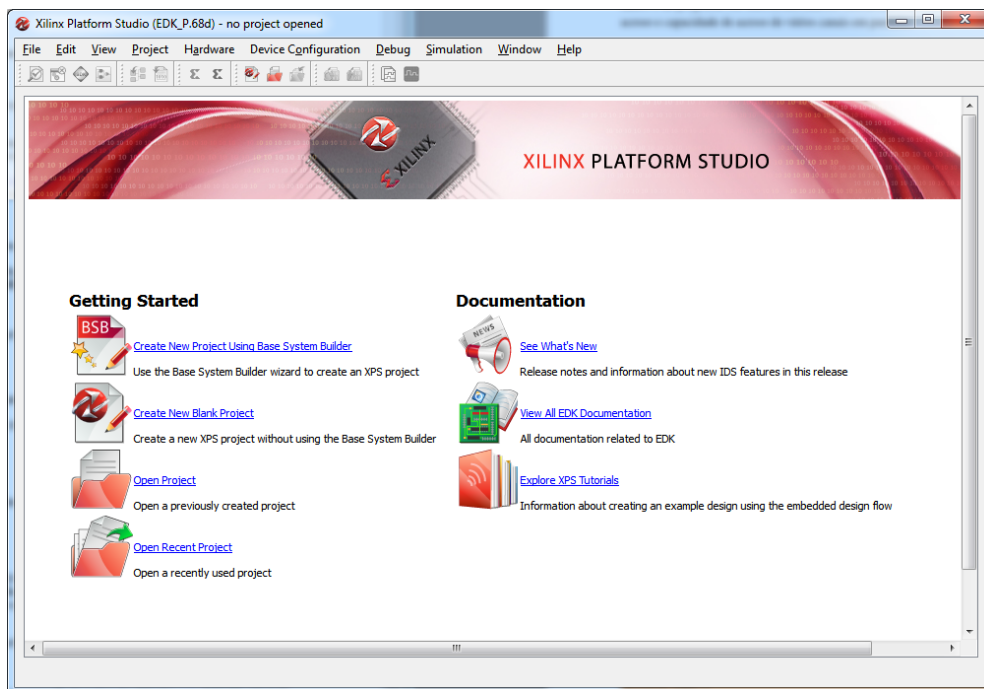 Xilinx Platform Studio (EDK_P.68d) - no project opened
File Edit View Project Hardware Device Configuration Debug Simulation Window Help
XILINX
XILINX PLATFORM STUDIO
Getting Started
BSB
Create New Project Using Base System Builder
Use the Base System Builder wizard to create an XPS project
Create New Blank Project
Create a new XPS project without using the Base System Builder
Open Project
Open a previously created project
Open Recent Project
Open a recently used project
Documentation
NEWS
See What's New
Release notes and information about new IDS features in this release
View All EDK Documentation
All documentation related to EDK
Explore XPS Tutorials
Information about creating an example design using the embedded design flow